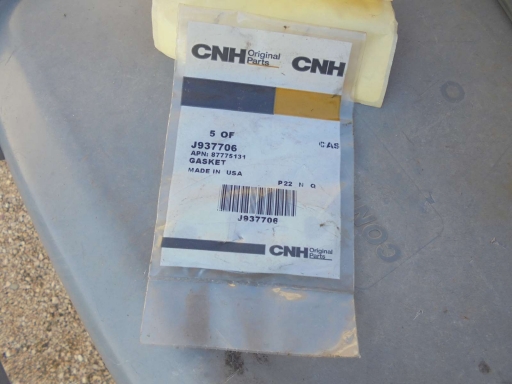 CNH Original Parts CNH
5 OF
J937706 CAS
APN: 87775131
GASKET
MADE IN USA
P22 N O
J937706
CNH Original Parts